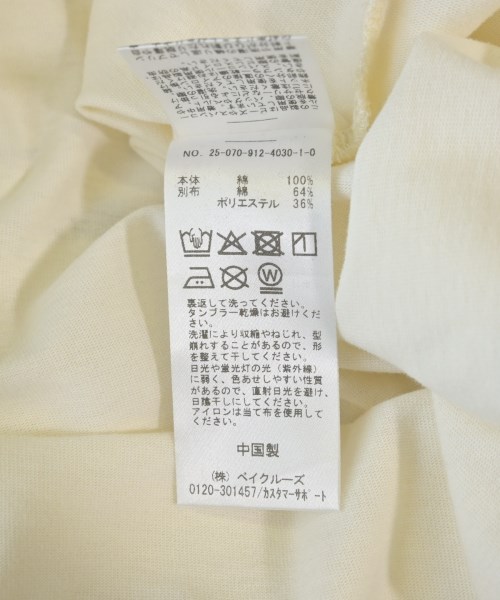 NO. 25-070-912-4030-1-0
本体 綿 100%
別布 綿 64%
ポリエステル 36%
W
裏返して洗ってください。
タンブラー乾燥はお避けくださ
い。
洗濯により収縮やねじれ、型
崩れすることがあるので、形
を整えて干してください。
日光や蛍光灯の光（紫外線）
に弱く、色あせしやすい性質
があるので、直射日光を避け、
日陰干しにしてください。
アイロンは当て布を使用して
ください。
中国製
（株）ベイクルーズ
0120-301457/カスタマーサポート